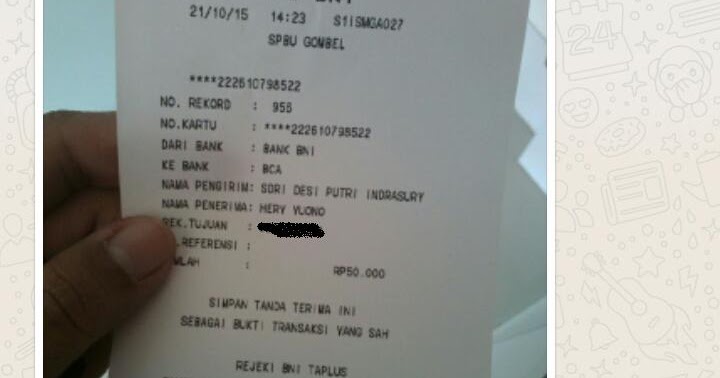 21/10/15 14:23 S1ISMGA027
SPBU GOMBEL
****222610798522
NO. REKORD : 956
NO.KARTU : ****222610798522
DARI BANK : BANK BNI
KE BANK : BCA
NAMA PENGIRIM: SDRI DESI PUTRI INDRASURY
NAMA PENERIMA: HERY YUONO
REK.TUJUAN :
.REFERENSI :
MLAH : RP50.000
SIMPAN TANDA TERIMA INI
SEBAGAI BUKTI TRANSAKSI YANG SAH
REJEKI BNI TAPLUS